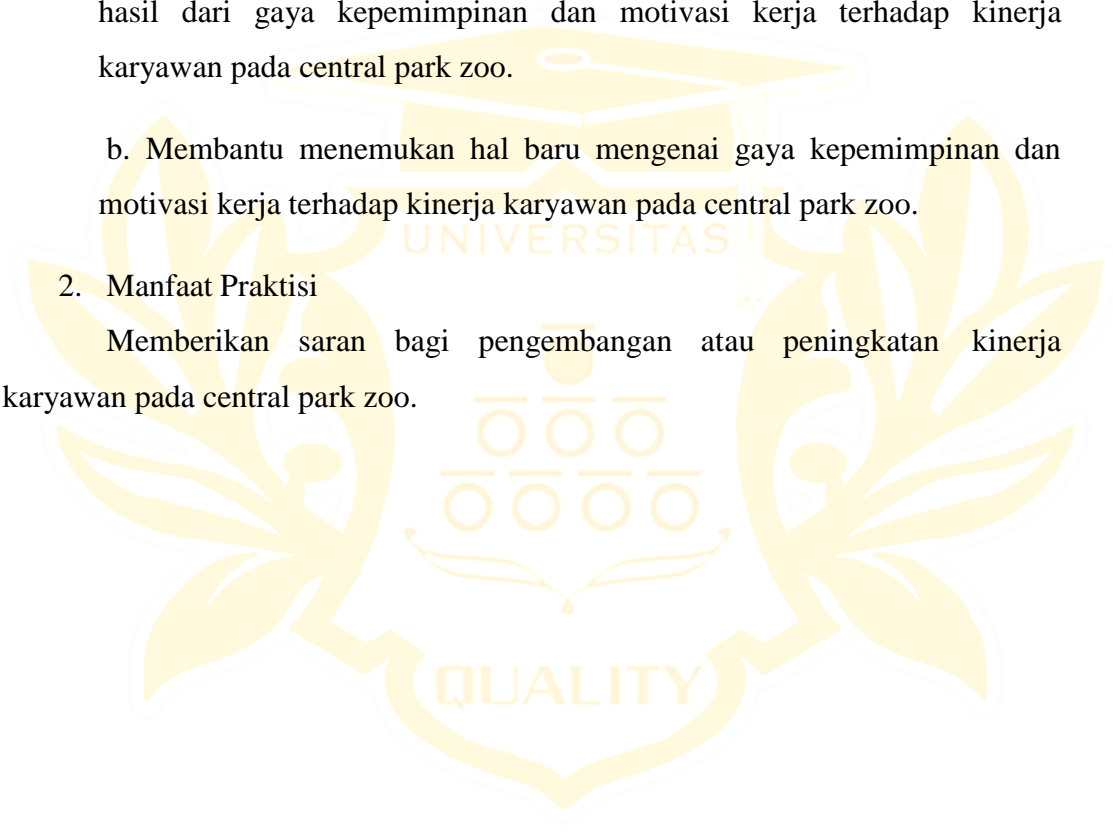 hasil dari gaya kepemimpinan dan motivasi kerja terhadap kinerja
karyawan pada central park zoo.
b. Membantu menemukan hal baru mengenai gaya kepemimpinan dan
motivasi kerja terhadap kinerja karyawan pada central park zoo.
UNIVERSITAS
2. Manfaat Praktisi
Memberikan saran bagi pengembangan atau peningkatan kinerja
karyawan pada central park zoo.
QUALITY